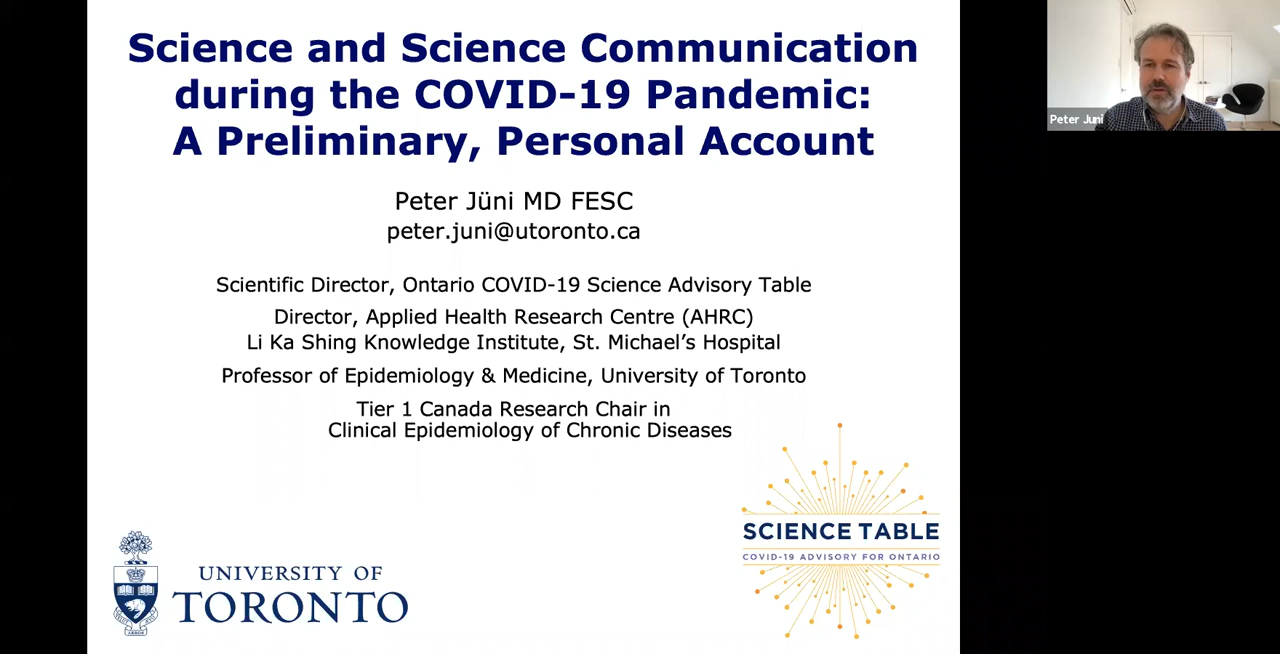 Science and Science Communication
during the COVID-19 Pandemic:
A Preliminary, Personal Account
Peter Jüni MD FESC
peter.juni@utoronto.ca
Scientific Director, Ontario COVID-19 Science Advisory Table
Director, Applied Health Research Centre (AHRC)
Li Ka Shing Knowledge Institute, St. Michael’s Hospital
Professor of Epidemiology & Medicine, University of Toronto
Tier 1 Canada Research Chair in
Clinical Epidemiology of Chronic Diseases
UNIVERSITY OF
TORONTO
SCIENCE TABLE
COVID-19 ADVISORY FOR ONTARIO
Peter Juni